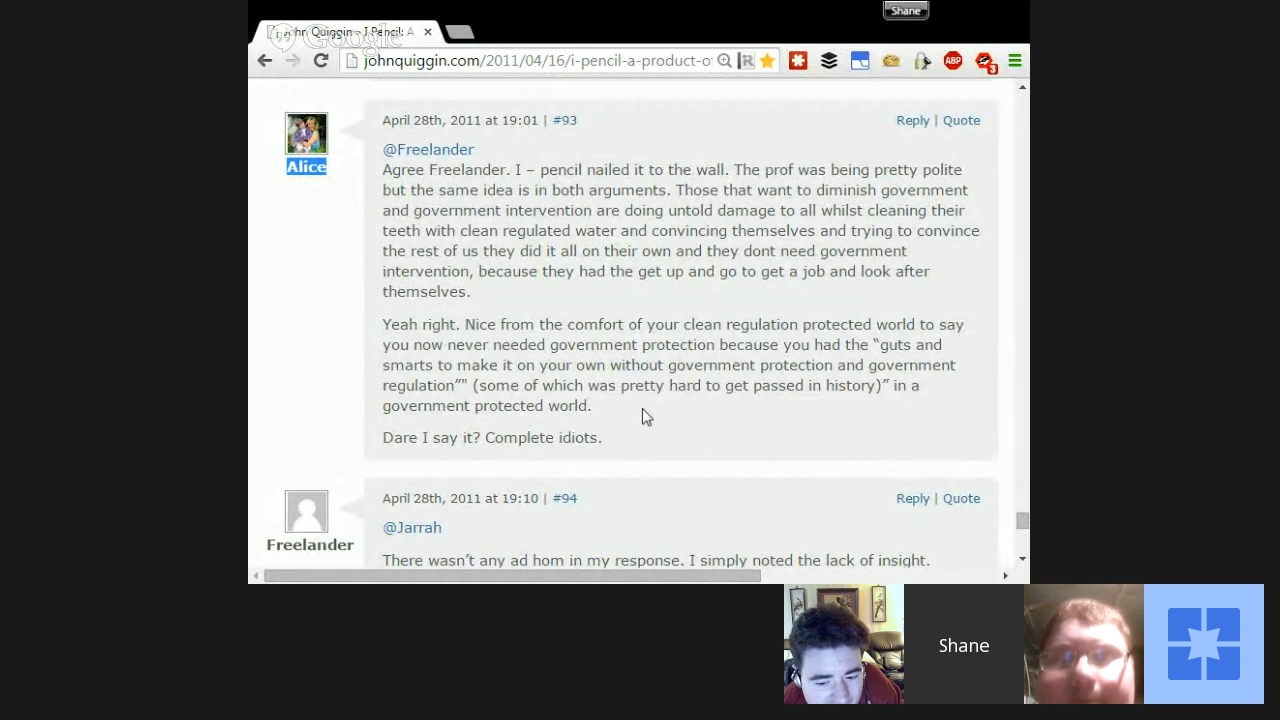 Shane
John Quiggin - I Pencil: A
Google
johnquiggin.com/2011/04/16/i-pencil-a-product-o
ABP
3
April 28th, 2011 at 19:01 | #93
Reply | Quote
Alice
@Freelander
Agree Freelander. I – pencil nailed it to the wall. The prof was being pretty polite
but the same idea is in both arguments. Those that want to diminish government
and government intervention are doing untold damage to all whilst cleaning their
teeth with clean regulated water and convincing themselves and trying to convince
the rest of us they did it all on their own and they dont need government
intervention, because they had the get up and go to get a job and look after
themselves.
Yeah right. Nice from the comfort of your clean regulation protected world to say
you now never needed government protection because you had the “guts and
smarts to make it on your own without government protection and government
regulation”" (some of which was pretty hard to get passed in history)” in a
government protected world.
Dare I say it? Complete idiots.
April 28th, 2011 at 19:10 | #94
Reply | Quote
Freelander
@Jarrah
There wasn’t any ad hom in my response. I simply noted the lack of insight.
Shane